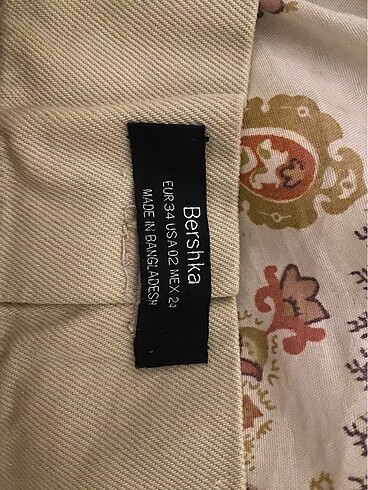 Bershka
EUR 34 USA 02 MEX 24
MADE IN BANGLADESH